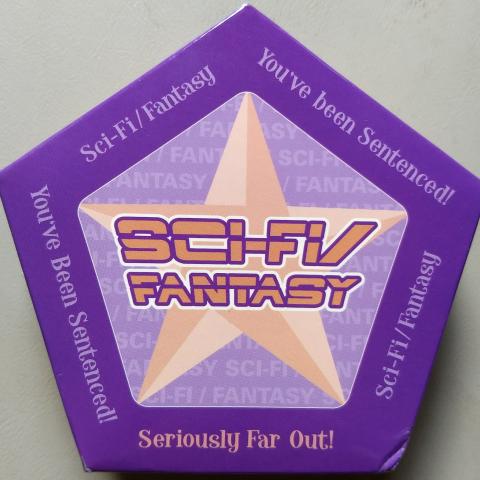 Sci-Fi/Fantasy
You've been Sentenced!
You've Been Sentenced!
SCI-FI/
FANTASY
Sci-Fi/Fantasy
Seriously Far Out!